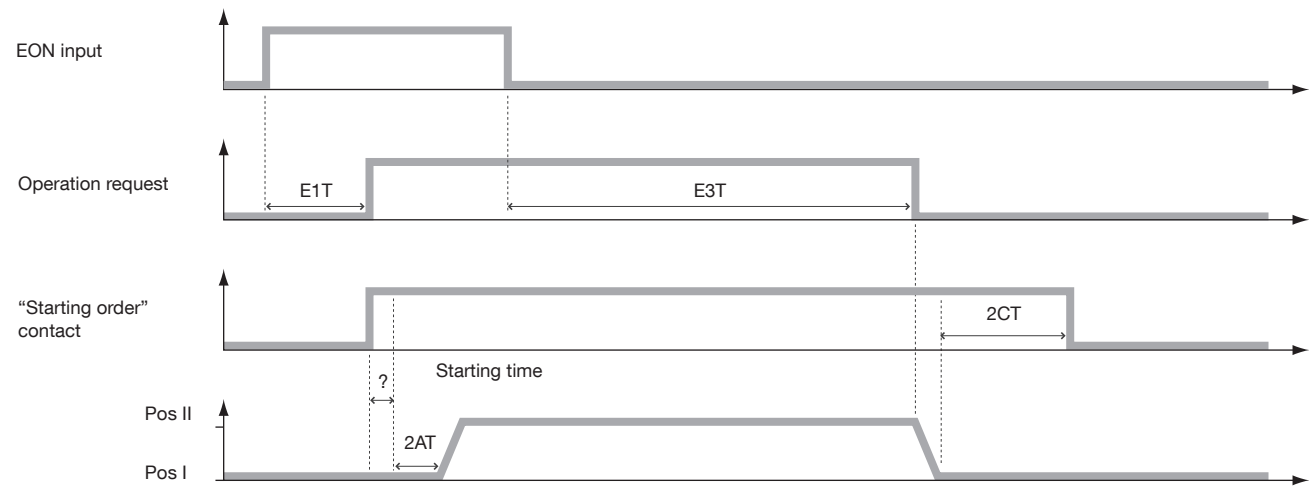 EON input
Operation request
E1T
E3T
“Starting order”
contact
2CT
?
Starting time
Pos II
2AT
Pos I